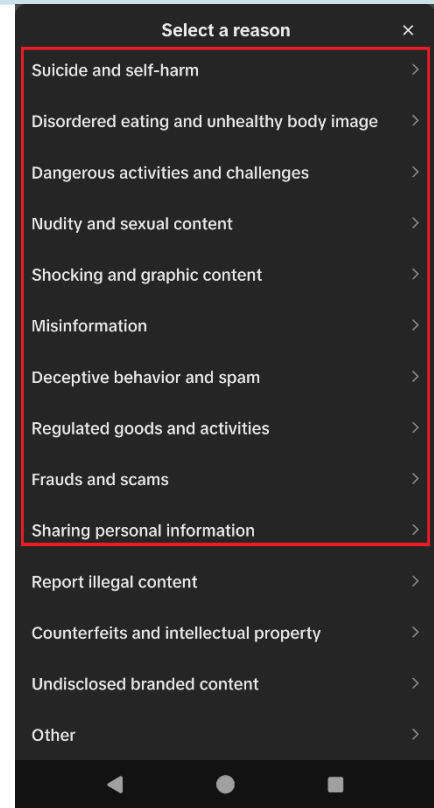 Select a reason
Suicide and self-harm
Disordered eating and unhealthy body image
Dangerous activities and challenges
Nudity and sexual content
Shocking and graphic content
Misinformation
Deceptive behavior and spam
Regulated goods and activities
Frauds and scams
Sharing personal information
Report illegal content
Counterfeits and intellectual property
Undisclosed branded content
Other